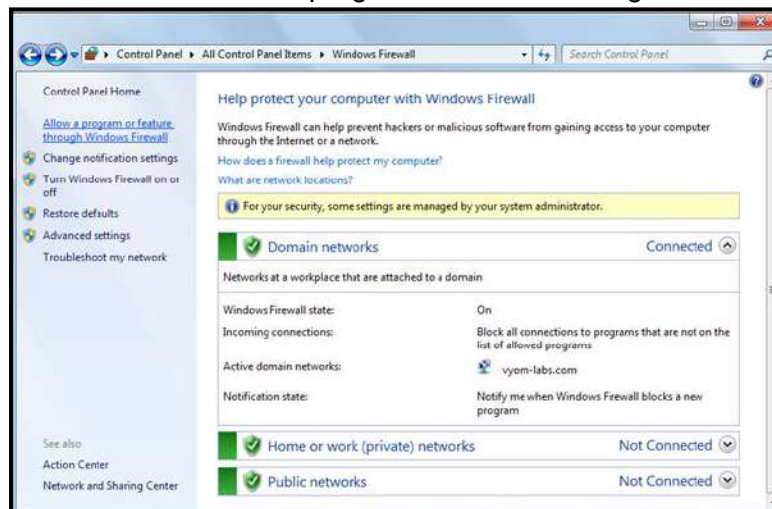 Control Panel ▸ All Control Panel Items ▸ Windows Firewall
Search Control Panel
Control Panel Home
Allow a program or feature
through Windows Firewall
Change notification settings
Turn Windows Firewall on or
off
Restore defaults
Advanced settings
Troubleshoot my network
See also
Action Center
Network and Sharing Center
Help protect your computer with Windows Firewall
Windows Firewall can help prevent hackers or malicious software from gaining access to your computer
through the Internet or a network.
How does a firewall help protect my computer?
What are network locations?
For your security, some settings are managed by your system administrator.
Domain networks Connected
Networks at a workplace that are attached to a domain
Windows Firewall state: On
Incoming connections: Block all connections to programs that are not on the
list of allowed programs
Active domain networks: vyom-labs.com
Notification state: Notify me when Windows Firewall blocks a new
program
Home or work (private) networks Not Connected
Public networks Not Connected